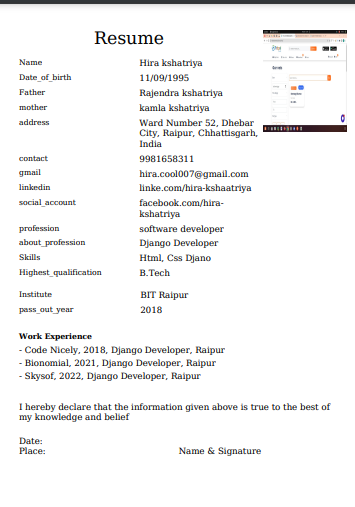 Resume
Name Hira kshatriya
Date_of_birth 11/09/1995
Father Rajendra kshatriya
mother kamla kshatriya
address Ward Number 52, Dhebar
City, Raipur, Chhattisgarh,
India
contact 9981658311
gmail hira.cool007@gmail.com
linkedin linke.com/hira-kshaatriya
social_account facebook.com/hira-
kshatriya
profession software developer
about_profession Django Developer
Skills Html, Css Djano
Highest_qualification B.Tech
Institute BIT Raipur
pass_out_year 2018
Work Experience
- Code Nicely, 2018, Django Developer, Raipur
- Bionomial, 2021, Django Developer, Raipur
- Skysof, 2022, Django Developer, Raipur
I hereby declare that the information given above is true to the best of
my knowledge and belief
Date:
Place: Name & Signature